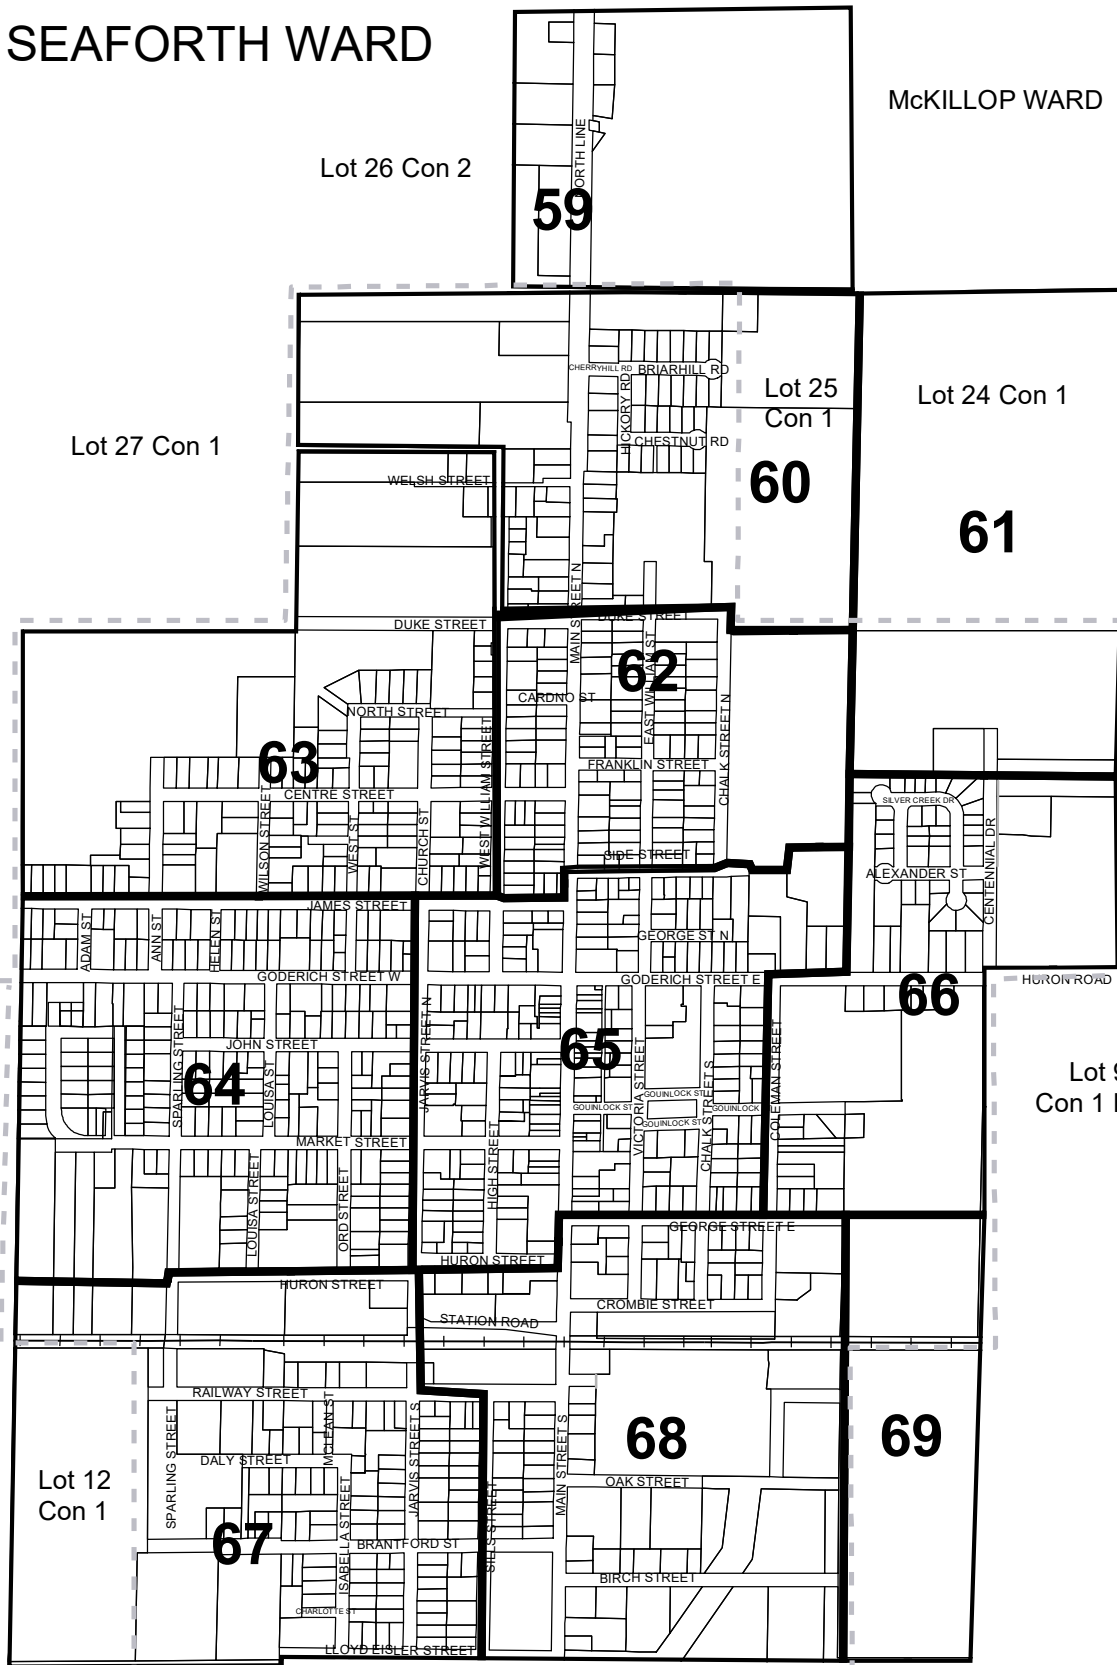 SEAFORTH WARD
McKILLOP WARD
Lot 26 Con 2
NORTH LINE
59
CHERRYHILL RD
BRIARHILL RD
HICKORY RD
CHESTNUT RD
Lot 25
Con 1
Lot 24 Con 1
Lot 27 Con 1
60
61
WELSH STREET
MAIN STREET N
DUKE STREET
DUKE STREET
62
EAST WILLIAM ST
CARDNO ST
CHALK STREET N
NORTH STREET
63
WEST WILLIAM STREET
FRANKLIN STREET
CENTRE STREET
WILSON STREET
WEST ST
CHURCH ST
SIDE STREET
SILVER CREEK DR
CENTENNIAL DR
ALEXANDER ST
JAMES STREET
ADAM ST
ANN ST
HELEN ST
GEORGE ST N
GODERICH STREET W
GODERICH STREET E
HURON ROAD
66
JARVIS STREET N
SPARLING STREET
JOHN STREET
64
LOUISA ST
65
VICTORIA STREET
CHALK STREET S
COLEMAN STREET
GOUINLOCK ST
GOUINLOCK ST
GOUINLOCK
GOUINLOCK ST
Lot 9
Con 1
MARKET STREET
HIGH STREET
LOUISA STREET
ORD STREET
HURON STREET
GEORGE STREET E
HURON STREET
CROMBIE STREET
STATION ROAD
RAILWAY STREET
SPARLING STREET
MCLEAN ST
JARVIS STREET S
MAIN STREET S
68
69
DALY STREET
OAK STREET
Lot 12
Con 1
67
ISABELLA STREET
SILLS STREET
BRANTFORD ST
BIRCH STREET
CHARLOTTE ST
LLOYD EISLER STREET